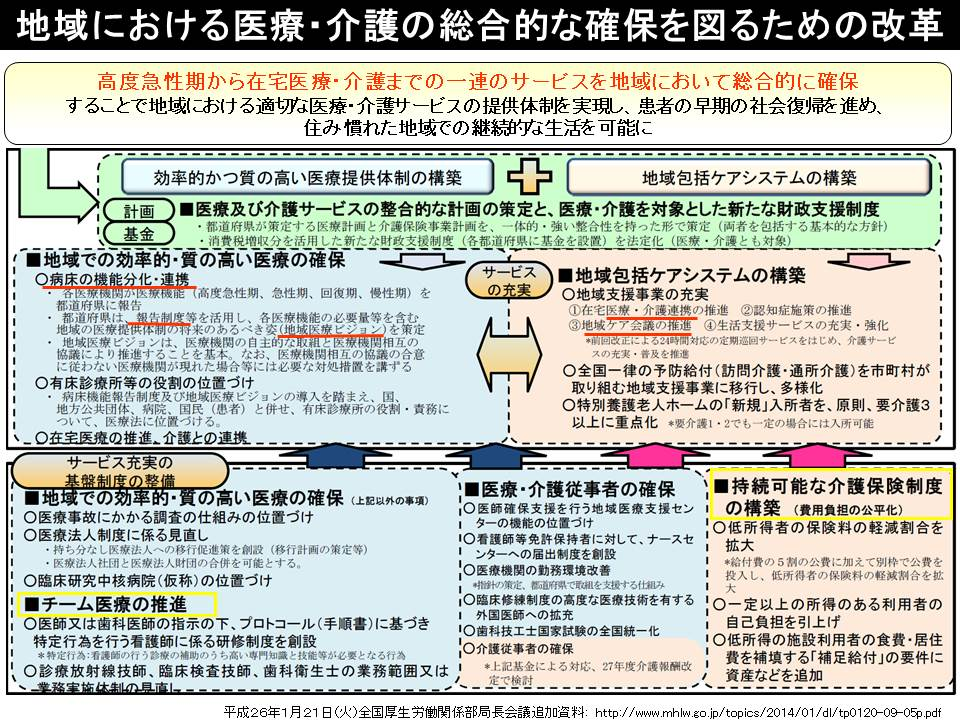 地域における医療・介護の総合的な確保を図るための改革
高度急性期から在宅医療・介護までの一連のサービスを地域において総合的に確保
することで地域における適切な医療・介護サービスの提供体制を実現し、患者の早期の社会復帰を進め、
住み慣れた地域での継続的な生活を可能に
効率的かつ質の高い医療提供体制の構築
地域包括ケアシステムの構築
計画
基金
■医療及び介護サービスの整合的な計画の策定と、医療・介護を対象とした新たな財政支援制度
・都道府県が策定する医療計画と介護保険事業計画を、一体的・強い整合性を持った形で策定（両者を包括する基本的な方針）
・消費税増収分を活用した新たな財政支援制度（各都道府県に基金を設置）を法定化（医療・介護とも対象）
■地域での効率的・質の高い医療の確保
○病床の機能分化・連携
・ 各医療機関が医療機能（高度急性期、急性期、回復期、慢性期）を
都道府県に報告
・ 都道府県は、報告制度等を活用し、各医療機能の必要量等を含む
地域の医療提供体制の将来のあるべき姿(地域医療ビジョン)を策定
・ 地域医療ビジョンは、医療機関の自主的な取組と医療機関相互の
協議により推進することを基本。なお、医療機関相互の協議の合意
に従わない医療機関が現れた場合等には必要な対処措置を講ずる
○有床診療所等の役割の位置づけ
・ 病床機能報告制度及び地域医療ビジョンの導入を踏まえ、国、
地方公共団体、病院、国民（患者）と併せ、有床診療所の役割・責務に
ついて、医療法に位置づける。
○在宅医療の推進、介護との連携
サービス
の充実
■地域包括ケアシステムの構築
○地域支援事業の充実
①在宅医療・介護連携の推進 ②認知症施策の推進
③地域ケア会議の推進 ④生活支援サービスの充実・強化
*前回改正による24時間対応の定期巡回サービスをはじめ、介護サービ
スの充実・普及を推進
○全国一律の予防給付（訪問介護・通所介護）を市町村が
取り組む地域支援事業に移行し、多様化
○特別養護老人ホームの「新規」入所者を、原則、要介護３
以上に重点化 *要介護1・2でも一定の場合には入所可能
サービス充実の
基盤制度の整備
■地域での効率的・質の高い医療の確保（上記以外の事項）
○医療事故にかかる調査の仕組みの位置づけ
○医療法人制度に係る見直し
・持ち分なし医療法人への移行促進策を創設（移行計画の策定等）
・医療法人社団と医療法人財団の合併を可能とする。
○臨床研究中核病院（仮称）の位置づけ
■チーム医療の推進
○医師又は歯科医師の指示の下、プロトコール（手順書）に基づき
特定行為を行う看護師に係る研修制度を創設
*特定行為:看護師の行う診療の補助のうち高い専門知識と技能等が必要となる行為
○診療放射線技師、臨床検査技師、歯科衛生士の業務範囲又は
業務実施体制の見直し
■医療・介護従事者の確保
○医師確保支援を行う地域医療支援セン
ターの機能の位置づけ
○看護師等免許保持者に対して、ナースセ
ンターへの届出制度を創設
○医療機関の勤務環境改善
*指針の策定、都道府県で取組を支援する仕組み
○臨床修練制度の高度な医療技術を有する
外国医師への拡充
○歯科技工士国家試験の全国統一化
○介護従事者の確保
*上記基金による対応、27年度介護報酬改
定で検討
■持続可能な介護保険制度
の構築（費用負担の公平化）
○低所得者の保険料の軽減割合を
拡大
*給付費の５割の公費に加えて別枠で公費を
投入し、低所得者の保険料の軽減割合を拡
大
○一定以上の所得のある利用者の
自己負担を引上げ
○低所得の施設利用者の食費・居住
費を補填する「補足給付」の要件に
資産などを追加
平成26年1月21日(火)全国厚生労働関係部局長会議追加資料: http://www.mhlw.go.jp/topics/2014/01/dl/tp0120-09-05p.pdf